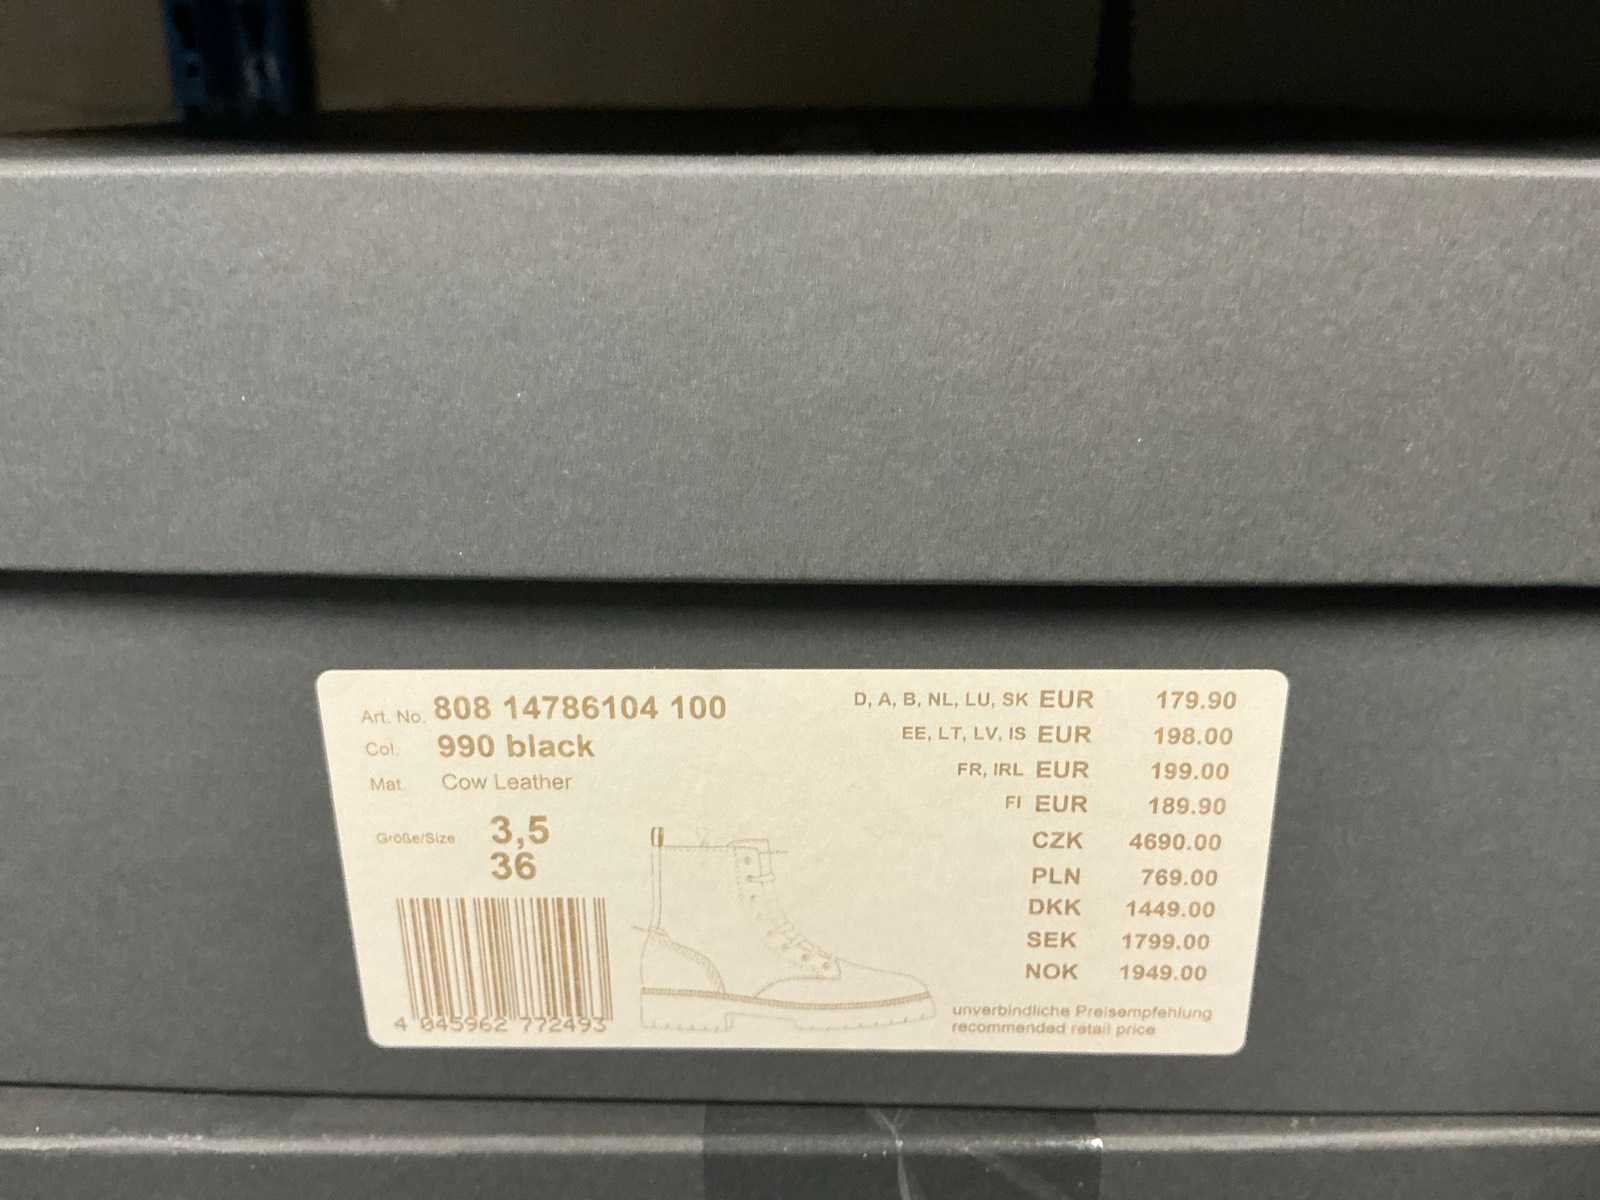 Art. No. 808 14786104 100
Col. 990 black
Mat. Cow Leather
Größe/Size 3,5
36
4 045962 772493
D, A, B, NL, LU, SK EUR 179.90
EE, LT, LV, IS EUR 198.00
FR, IRL EUR 199.00
FI EUR 189.90
CZK 4690.00
PLN 769.00
DKK 1449.00
SEK 1799.00
NOK 1949.00
unverbindliche Preisempfehlung
recommended retail price